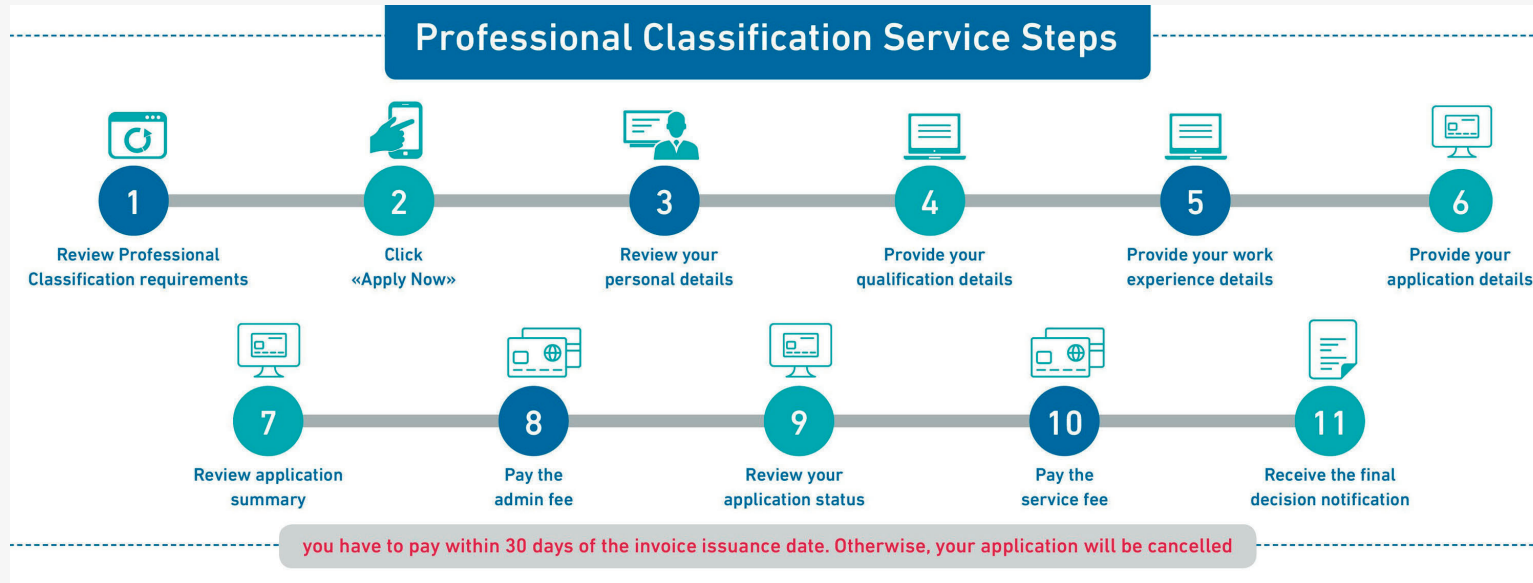 Professional Classification Service Steps
1
2
3
4
5
6
Review Professional
Classification requirements
Click
«Apply Now»
Review your
personal details
Provide your
qualification details
Provide your work
experience details
Provide your
application details
7
8
9
10
11
Review application
summary
Pay the
admin fee
Review your
application status
Pay the
service fee
Receive the final
decision notification
you have to pay within 30 days of the invoice issuance date. Otherwise, your application will be cancelled